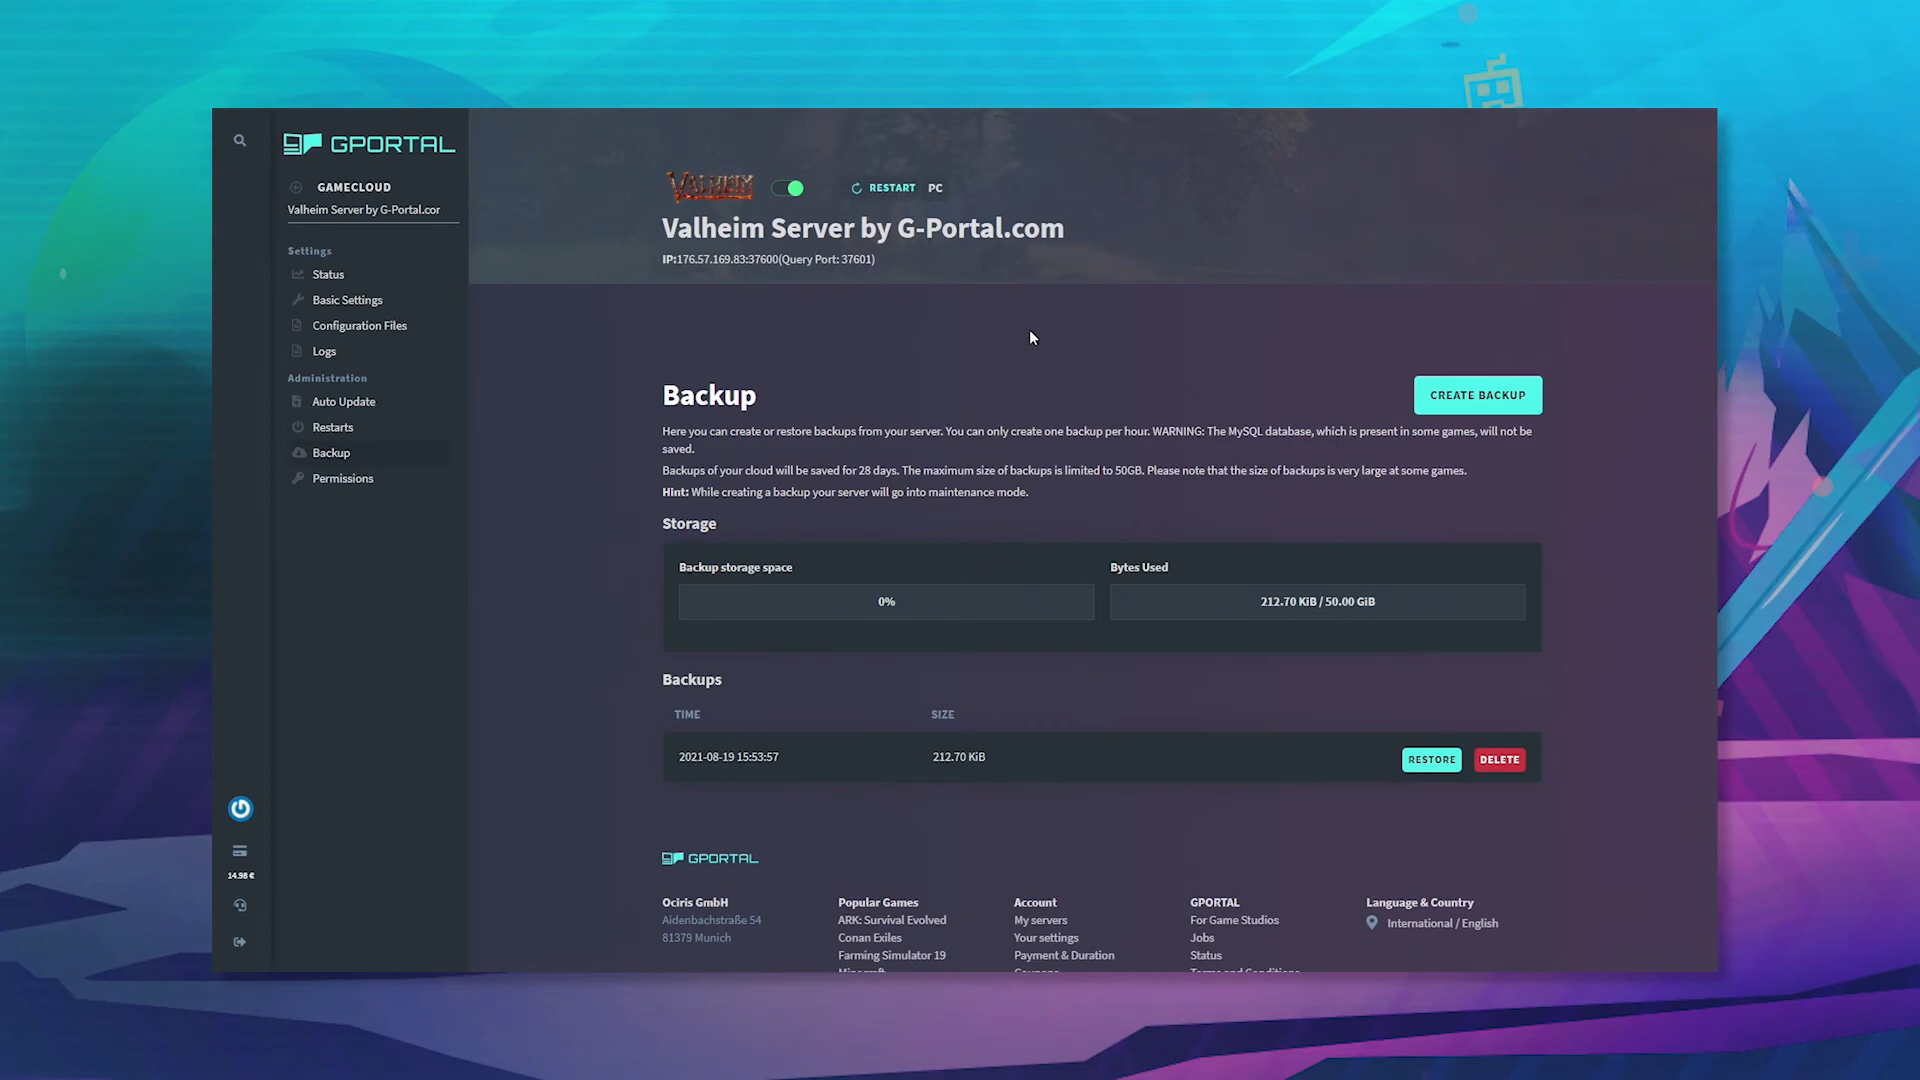 GPORTAL
GAMECLOUD
Valheim Server by G-Portal.cor
Settings
Status
Basic Settings
Configuration Files
Logs
Administration
Auto Update
Restarts
Backup
Permissions
14.98 €
VALHEIM
RESTART PC
Valheim Server by G-Portal.com
IP:176.57.169.83:37600(Query Port: 37601)
Backup
CREATE BACKUP
Here you can create or restore backups from your server. You can only create one backup per hour. WARNING: The MySQL database, which is present in some games, will not be
saved.
Backups of your cloud will be saved for 28 days. The maximum size of backups is limited to 50GB. Please note that the size of backups is very large at some games.
Hint: While creating a backup your server will go into maintenance mode.
Storage
Backup storage space
Bytes Used
0%
212.70 KiB / 50.00 GiB
Backups
TIME SIZE
2021-08-19 15:53:57 212.70 KiB RESTORE DELETE
GPORTAL
Ociris GmbH
Aidenbachstraße 54
81379 Munich
Popular Games
ARK: Survival Evolved
Conan Exiles
Farming Simulator 19
Minecraft
Account
My servers
Your settings
Payment & Duration
Coupons
GPORTAL
For Game Studios
Jobs
Status
Terms and Conditions
Language & Country
International / English